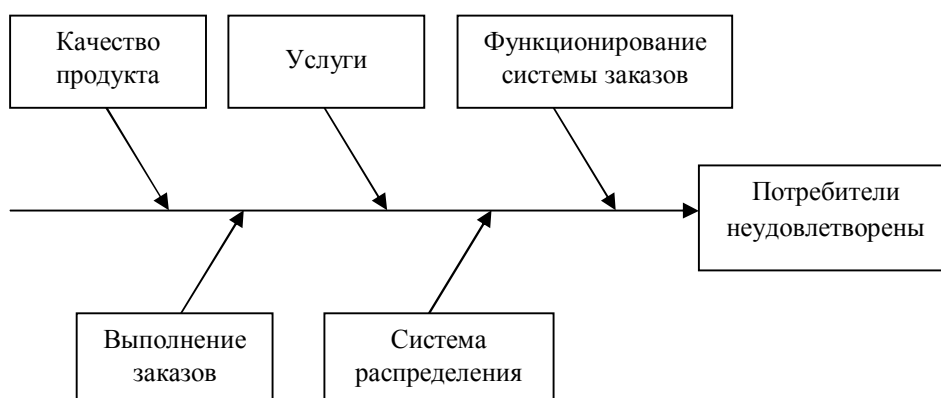 Качество
продукта
Услуги
Функционирование
системы заказов
Потребители
неудовлетворены
Выполнение
заказов
Система
распределения